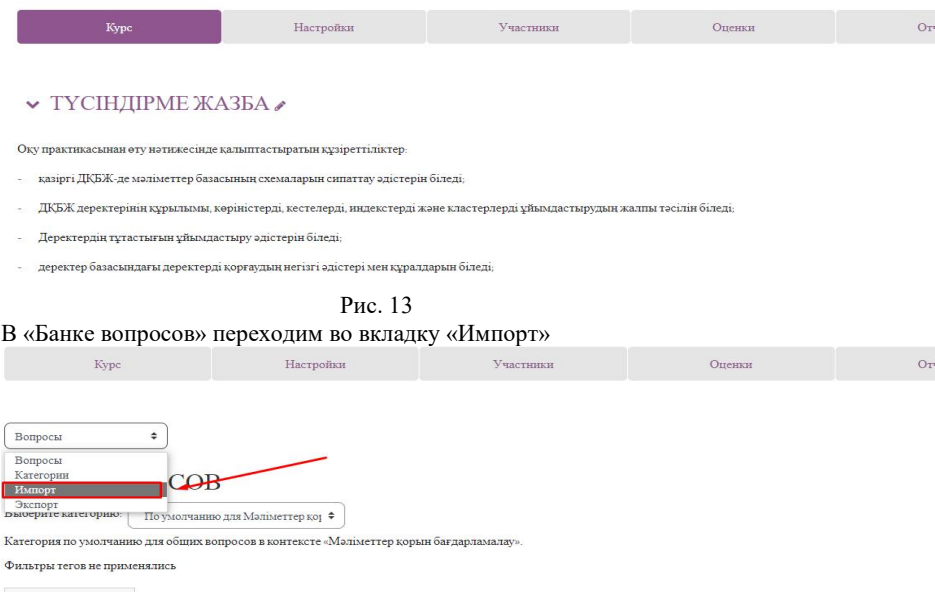 Курс Настройки Участники Оценки
ТҮСІНДІРМЕ ЖАЗБА
Оқу практикасынан өту нәтижесінде қалыптастыратын құзіреттіліктер:
- қазіргі ДҚБЖ-де мәліметтер базасының схемаларын сипаттау әдістерін біледі;
- ДҚБЖ деректерінің құрылымы, көріністерді, кестелерді, индекстерді және кластерлерді ұйымдастырудың жалпы тәсілін біледі;
- Деректердің тұтастығын ұйымдастыру әдістерін біледі;
- деректер базасындағы деректерді қорғаудың негізгі әдістері мен құралдарын біледі;
Рис. 13
В «Банке вопросов» переходим во вкладку «Импорт»
Курс Настройки Участники Оценки
Вопросы
Вопросы
Категории
Импорт
СОВ
Экспорт
Выберите категорию: По умолчанию для Мәліметтер қор
Категория по умолчанию для общих вопросов в контексте «Мәліметтер қорын бағдарламалау».
Фильтры тегов не применялись